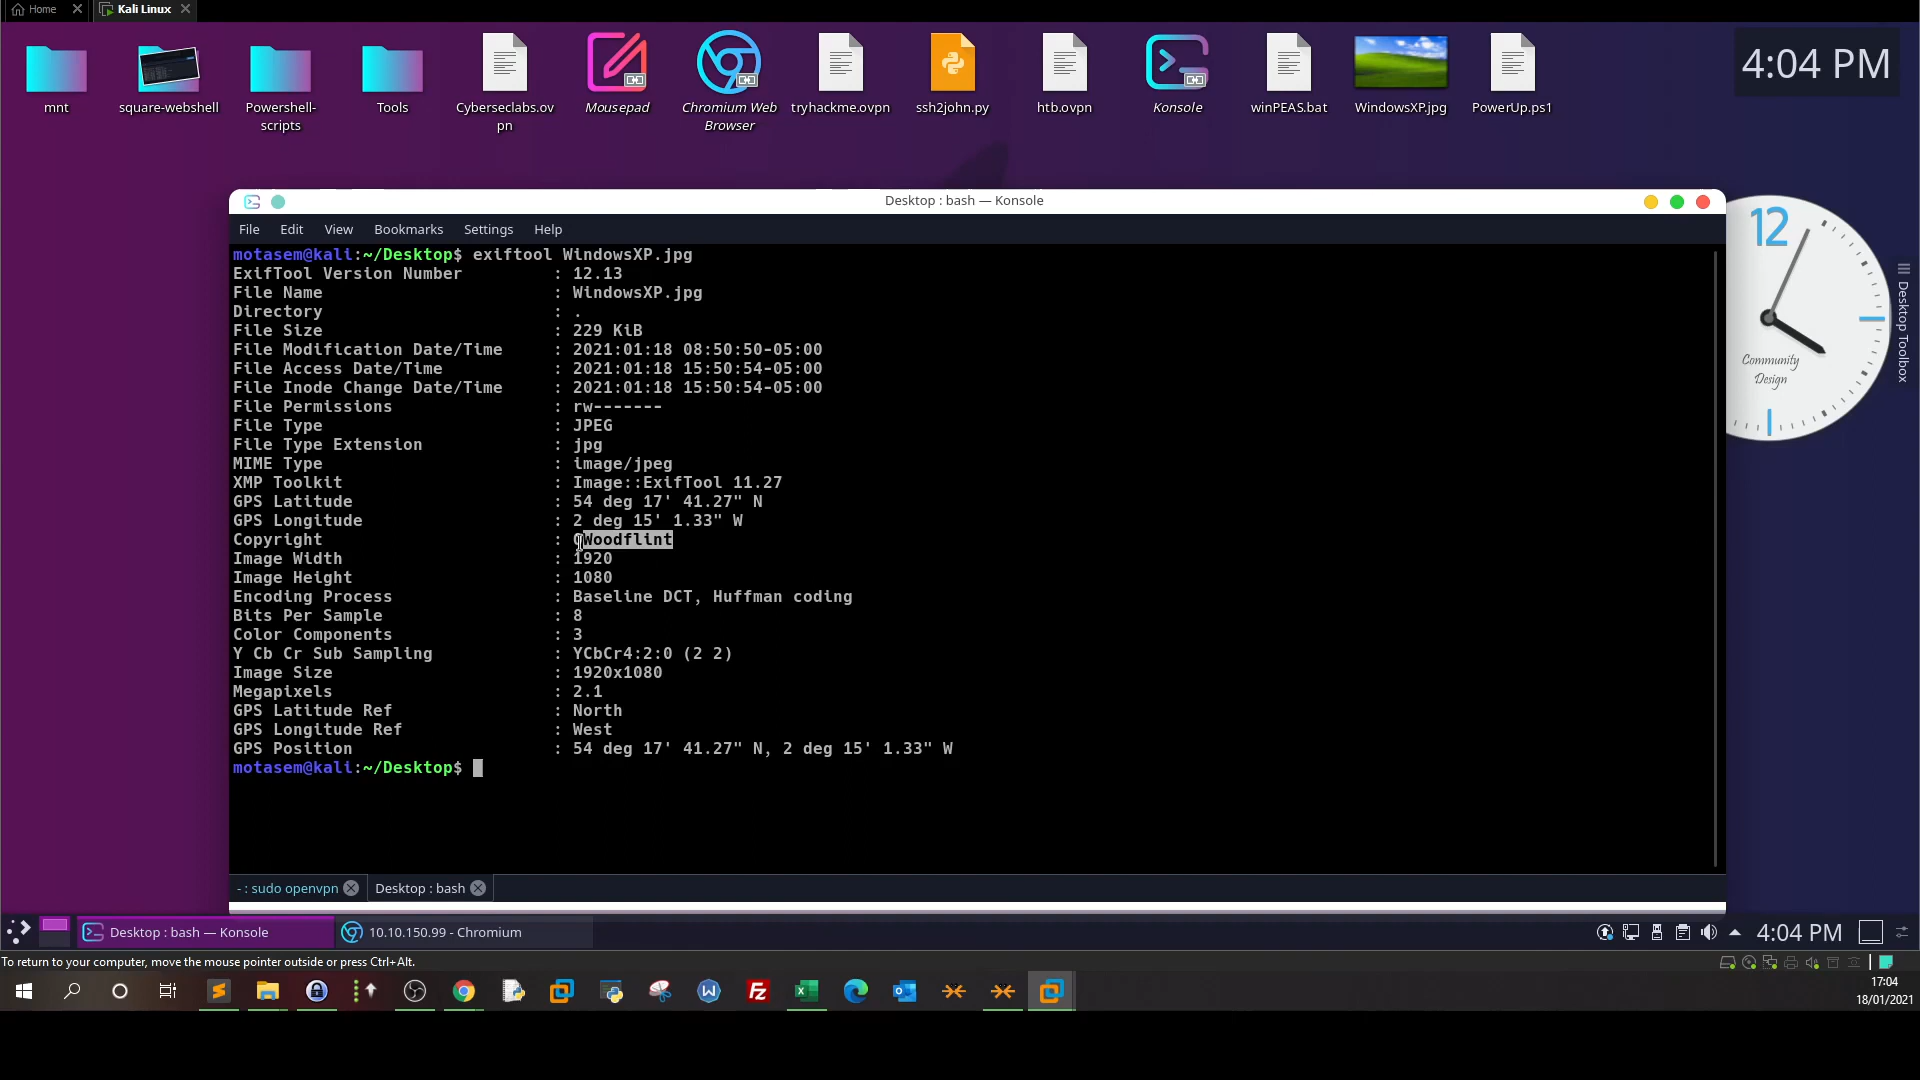 Home
Kali Linux
mnt
square-webshell
Powershell-
scripts
Tools
Cyberseclabs.ov
pn
Mousepad
Chromium Web
Browser
tryhackme.ovpn
ssh2john.py
htb.ovpn
Konsole
winPEAS.bat
WindowsXP.jpg
PowerUp.ps1
4:04 PM
Desktop : bash — Konsole
File Edit View Bookmarks Settings Help
motasem@kali:~/Desktop$ exiftool WindowsXP.jpg
ExifTool Version Number : 12.13
File Name : WindowsXP.jpg
Directory : .
File Size : 229 KiB
File Modification Date/Time : 2021:01:18 08:50:50-05:00
File Access Date/Time : 2021:01:18 15:50:54-05:00
File Inode Change Date/Time : 2021:01:18 15:50:54-05:00
File Permissions : rw-------
File Type : JPEG
File Type Extension : jpg
MIME Type : image/jpeg
XMP Toolkit : Image::ExifTool 11.27
GPS Latitude : 54 deg 17' 41.27" N
GPS Longitude : 2 deg 15' 1.33" W
Copyright : OWoodflint
Image Width : 1920
Image Height : 1080
Encoding Process : Baseline DCT, Huffman coding
Bits Per Sample : 8
Color Components : 3
Y Cb Cr Sub Sampling : YCbCr4:2:0 (2 2)
Image Size : 1920x1080
Megapixels : 2.1
GPS Latitude Ref : North
GPS Longitude Ref : West
GPS Position : 54 deg 17' 41.27" N, 2 deg 15' 1.33" W
motasem@kali:~/Desktop$
12
Community
Design
Desktop Toolbox
- : sudo openvpn
Desktop : bash
Desktop : bash — Konsole
10.10.150.99 - Chromium
4:04 PM
To return to your computer, move the mouse pointer outside or press Ctrl+Alt.
17:04
18/01/2021